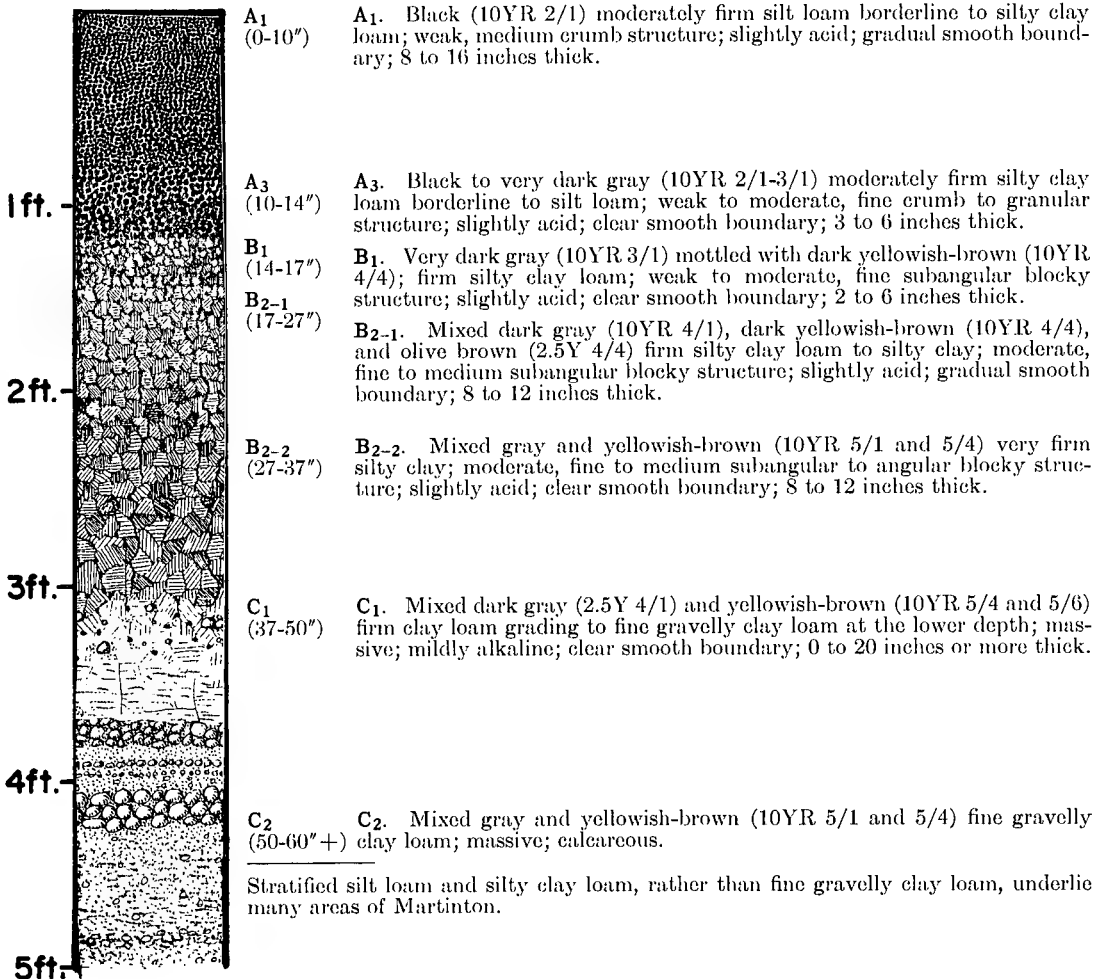 A1
(0-10″)
A1. Black (10YR 2/1) moderately firm silt loam borderline to silty clay
loam; weak, medium crumb structure; slightly acid; gradual smooth bound-
ary; 8 to 16 inches thick.
1ft.
A3
(10-14″)
A3. Black to very dark gray (10YR 2/1-3/1) moderately firm silty clay
loam borderline to silt loam; weak to moderate, fine crumb to granular
structure; slightly acid; clear smooth boundary; 3 to 6 inches thick.
B1
(14-17″)
B1. Very dark gray (10YR 3/1) mottled with dark yellowish-brown (10YR
4/4); firm silty clay loam; weak to moderate, fine subangular blocky
structure; slightly acid; clear smooth boundary; 2 to 6 inches thick.
B2-1
(17-27″)
B2-1. Mixed dark gray (10YR 4/1), dark yellowish-brown (10YR 4/4),
and olive brown (2.5Y 4/4) firm silty clay loam to silty clay; moderate,
fine to medium subangular blocky structure; slightly acid; gradual smooth
boundary; 8 to 12 inches thick.
2ft.
B2-2
(27-37″)
B2-2. Mixed gray and yellowish-brown (10YR 5/1 and 5/4) very firm
silty clay; moderate, fine to medium subangular to angular blocky struc-
ture; slightly acid; clear smooth boundary; 8 to 12 inches thick.
3ft.
C1
(37-50″)
C1. Mixed dark gray (2.5Y 4/1) and yellowish-brown (10YR 5/4 and 5/6)
firm clay loam grading to fine gravelly clay loam at the lower depth; mas-
sive; mildly alkaline; clear smooth boundary; 0 to 20 inches or more thick.
4ft.
C2
(50-60″+)
C2. Mixed gray and yellowish-brown (10YR 5/1 and 5/4) fine gravelly
clay loam; massive; calcareous.
Stratified silt loam and silty clay loam, rather than fine gravelly clay loam, underlie
many areas of Martinton.
5ft.